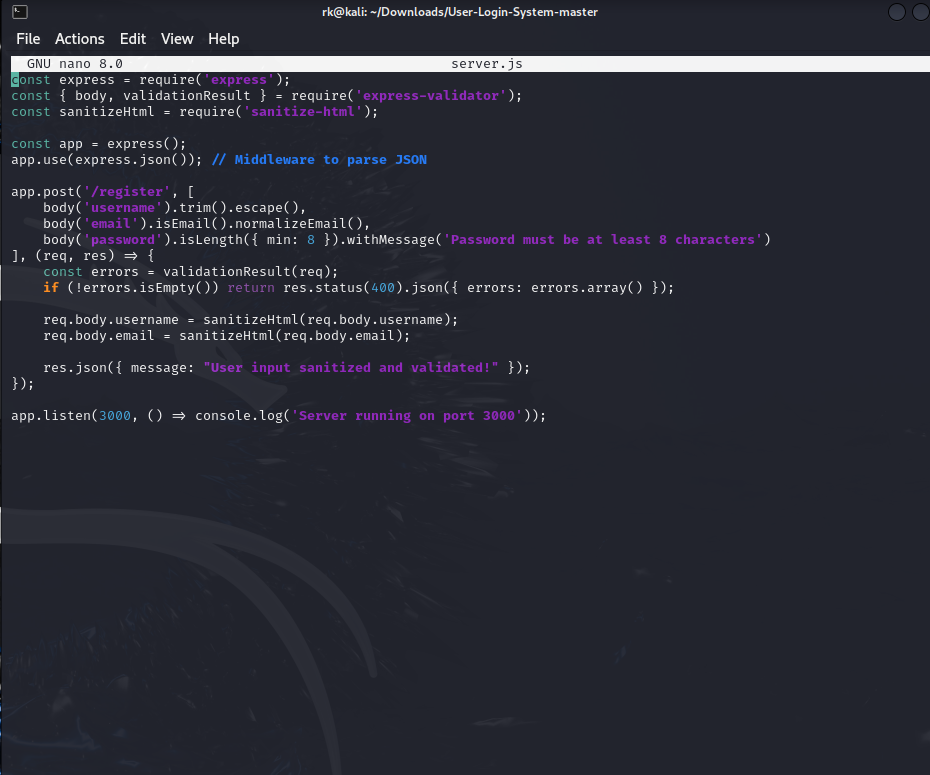 rk@kali: ~/Downloads/User-Login-System-master
File Actions Edit View Help
GNU nano 8.0 server.js
const express = require('express');
const { body, validationResult } = require('express-validator');
const sanitizeHtml = require('sanitize-html');

const app = express();
app.use(express.json()); // Middleware to parse JSON

app.post('/register', [
    body('username').trim().escape(),
    body('email').isEmail().normalizeEmail(),
    body('password').isLength({ min: 8 }).withMessage('Password must be at least 8 characters')
], (req, res) => {
    const errors = validationResult(req);
    if (!errors.isEmpty()) return res.status(400).json({ errors: errors.array() });

    req.body.username = sanitizeHtml(req.body.username);
    req.body.email = sanitizeHtml(req.body.email);

    res.json({ message: "User input sanitized and validated!" });
});

app.listen(3000, () => console.log('Server running on port 3000'));